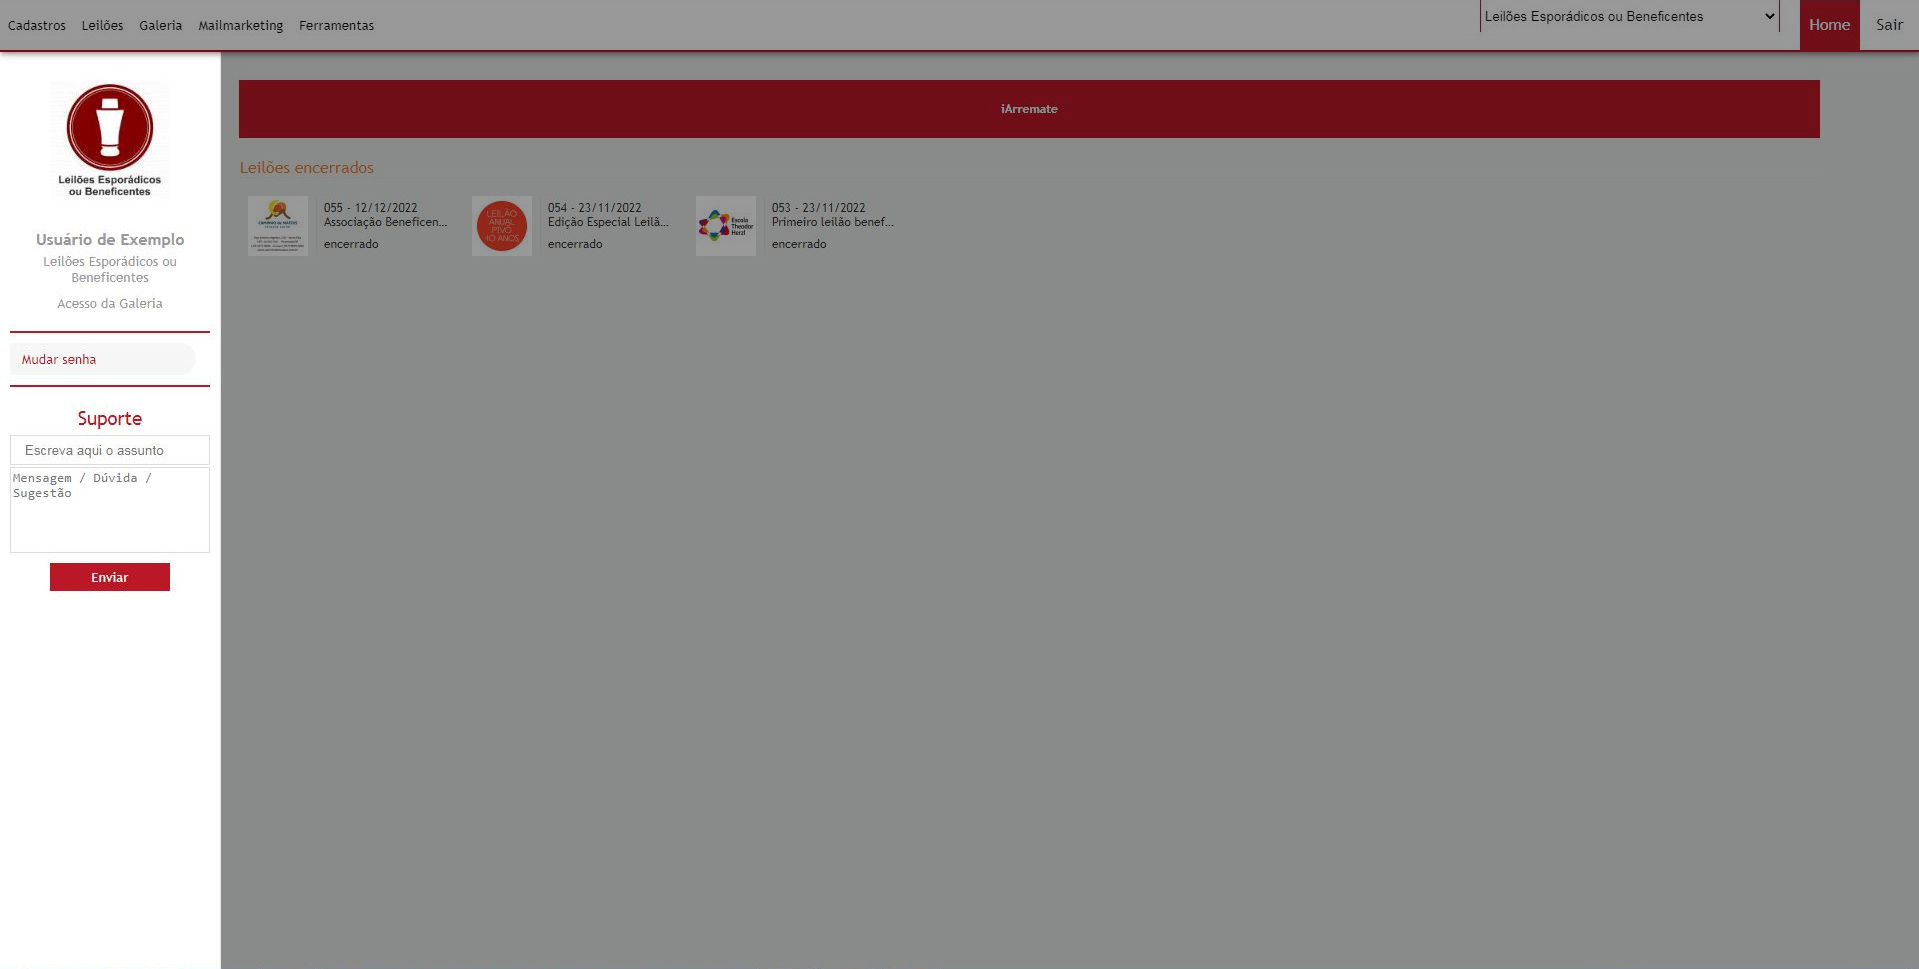 Cadastros Leilões Galeria Mailmarketing Ferramentas
Leilões Esporádicos ou Beneficentes
Home
Sair
Leilões Esporádicos
ou Beneficentes
Usuário de Exemplo
Leilões Esporádicos ou
Beneficentes
Acesso da Galeria
Mudar senha
Suporte
Escreva aqui o assunto
Mensagem / Dúvida /
Sugestão
Enviar
iArremate
Leilões encerrados
055 - 12/12/2022
Associação Beneficen...
encerrado
LEILÃO
ANUAL
PIVÔ
10 ANOS
054 - 23/11/2022
Edição Especial Leilã...
encerrado
Escola
Theodor
Herzl
053 - 23/11/2022
Primeiro leilão benef...
encerrado